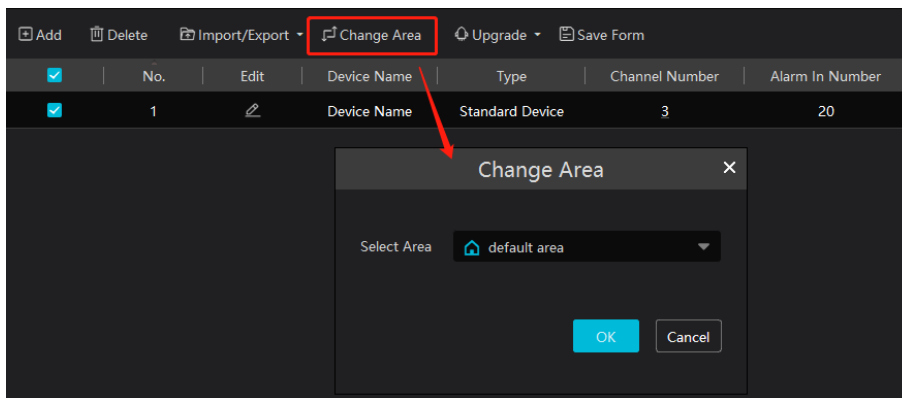 Add Delete Import/Export Change Area Upgrade Save Form
No. Edit Device Name Type Channel Number Alarm In Number
1 Device Name Standard Device 3 20
Change Area
Select Area default area
OK Cancel